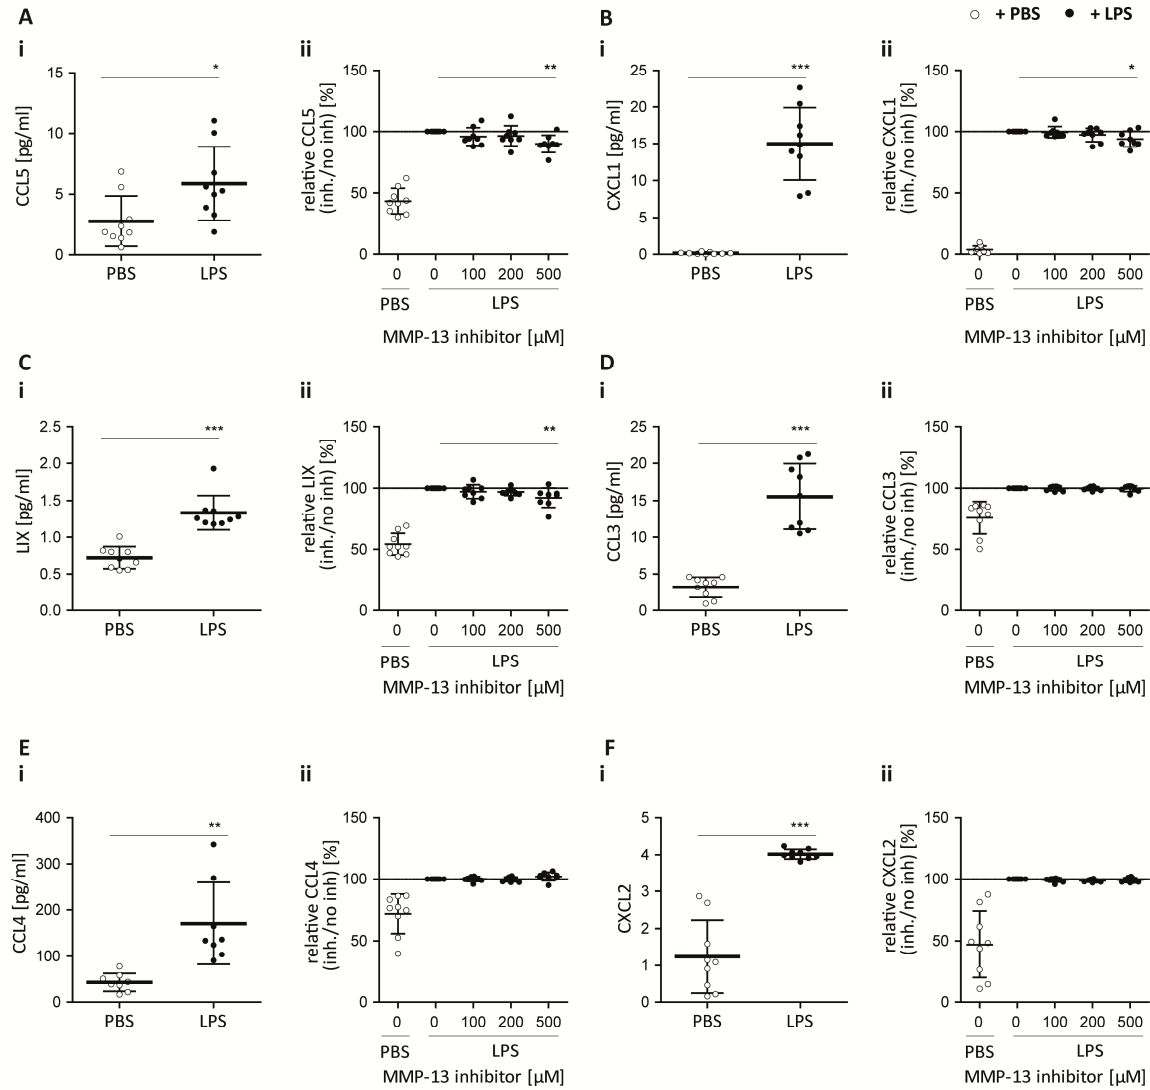 A
B
○ + PBS ● + LPS
i
ii
i
ii
CCL5 [pg/ml]
15
10
5
0
*
PBS LPS
relative CCL5
(inh./no inh) [%]
150
100
50
0
**
0 0 100 200 500
PBS LPS
MMP-13 inhibitor [µM]
CXCL1 [pg/ml]
25
20
15
10
5
0
***
PBS LPS
relative CXCL1
(inh./no inh) [%]
150
100
50
0
*
0 0 100 200 500
PBS LPS
MMP-13 inhibitor [µM]
C
D
i
ii
i
ii
LIX [pg/ml]
2.5
2.0
1.5
1.0
0.5
0.0
***
PBS LPS
relative LIX
(inh./no inh) [%]
150
100
50
0
**
0 0 100 200 500
PBS LPS
MMP-13 inhibitor [µM]
CCL3 [pg/ml]
25
20
15
10
5
0
***
PBS LPS
relative CCL3
(inh./no inh) [%]
150
100
50
0
0 0 100 200 500
PBS LPS
MMP-13 inhibitor [µM]
E
F
i
ii
i
ii
CCL4 [pg/ml]
400
300
200
100
0
**
PBS LPS
relative CCL4
(inh./no inh) [%]
150
100
50
0
0 0 100 200 500
PBS LPS
MMP-13 inhibitor [µM]
CXCL2
5
4
3
2
1
0
***
PBS LPS
relative CXCL2
(inh./no inh) [%]
150
100
50
0
0 0 100 200 500
PBS LPS
MMP-13 inhibitor [µM]